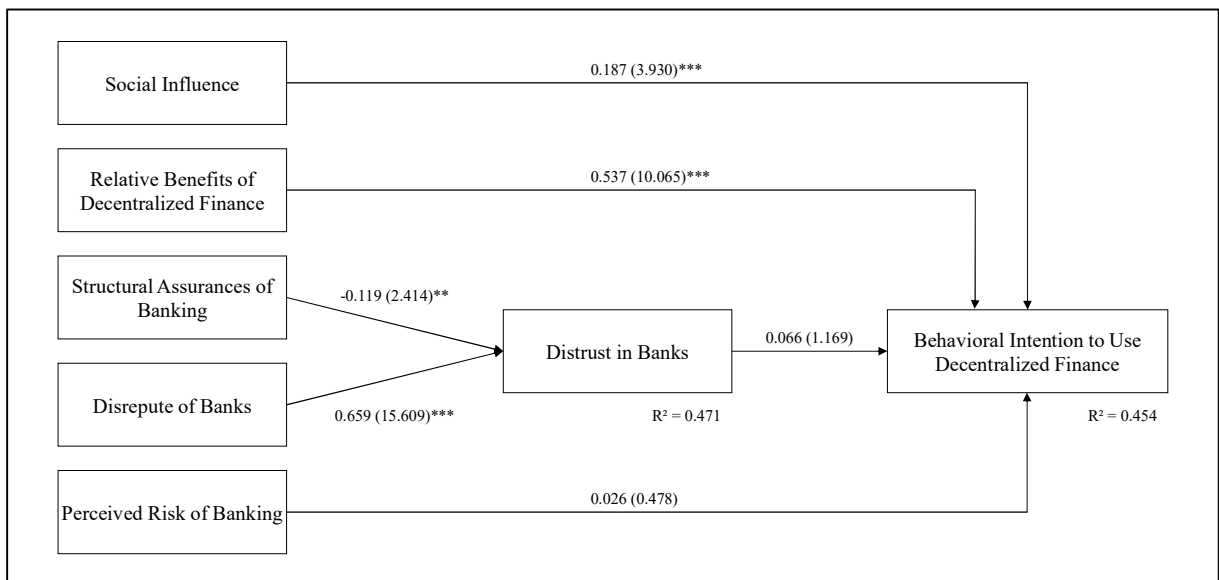 Social Influence
0.187 (3.930)***
Relative Benefits of
Decentralized Finance
0.537 (10.065)***
Structural Assurances of
Banking
-0.119 (2.414)**
Distrust in Banks
0.066 (1.169)
Behavioral Intention to Use
Decentralized Finance
Disrepute of Banks
0.659 (15.609)***
R² = 0.471
R² = 0.454
Perceived Risk of Banking
0.026 (0.478)